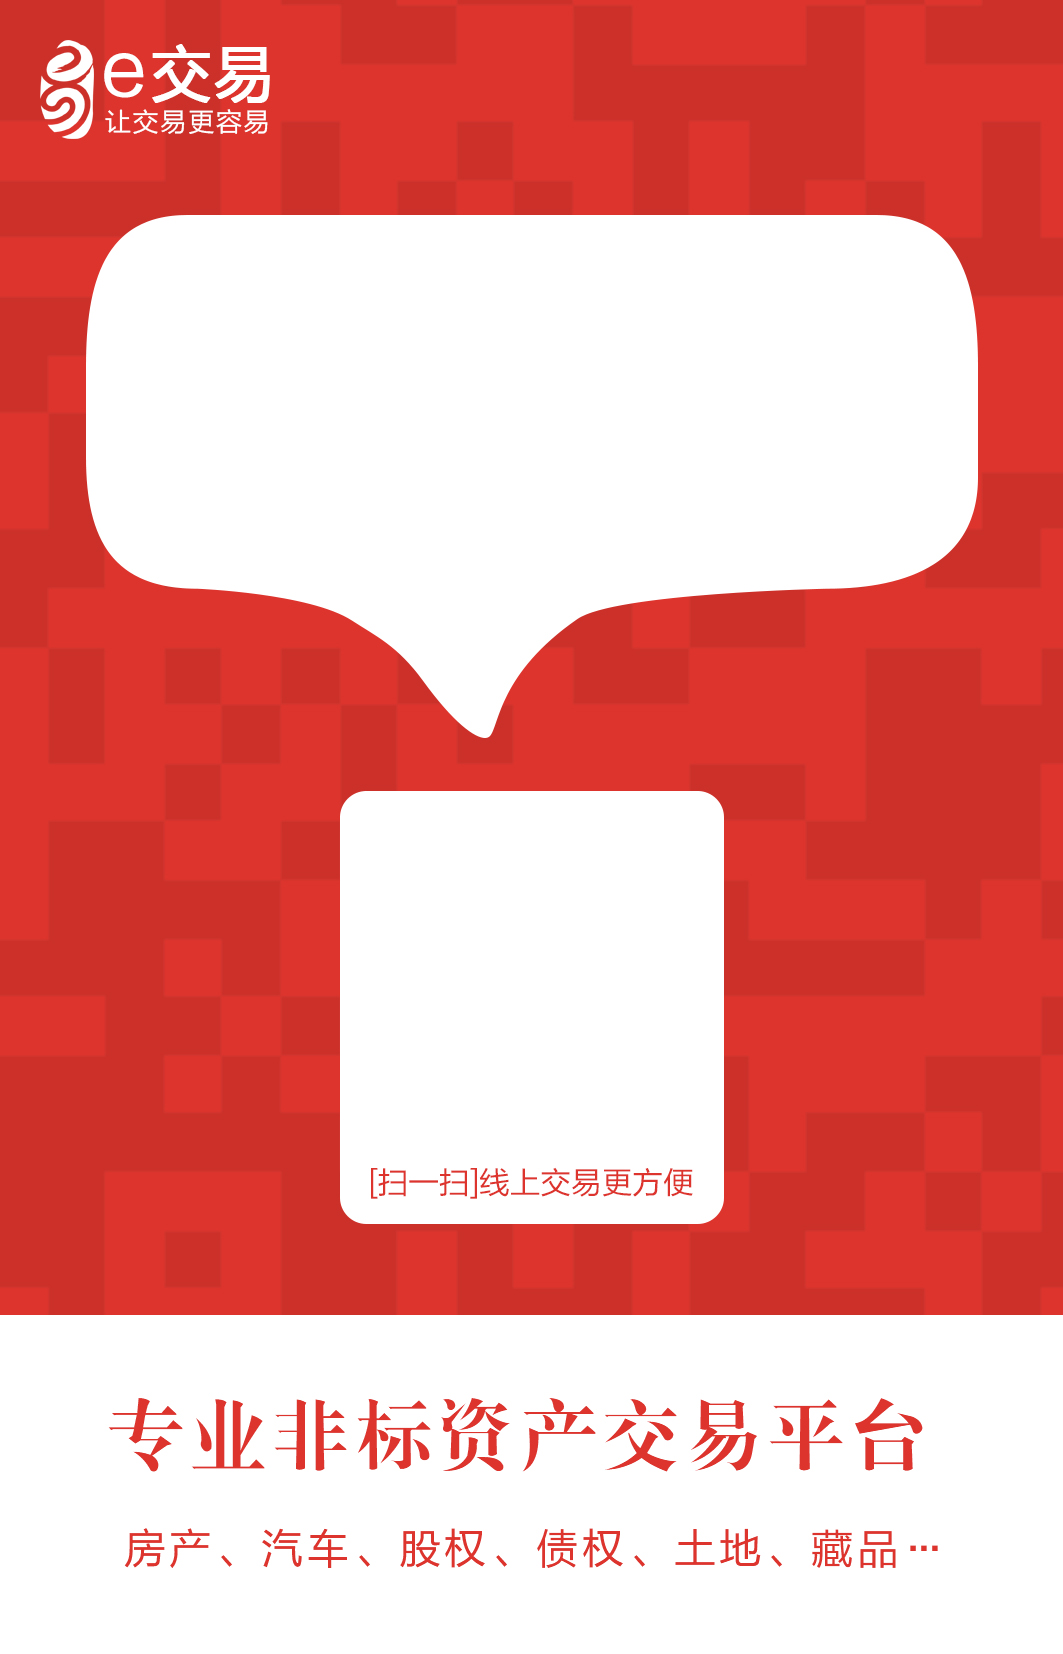 e交易
让交易更容易
[扫一扫]线上交易更方便
专业非标资产交易平台
房产、汽车、股权、债权、土地、藏品···